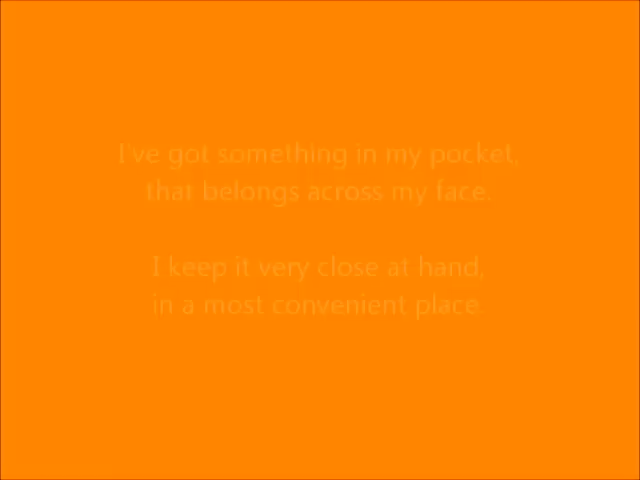 I've got something in my pocket,
that belongs across my face.
I keep it very close at hand,
in a most convenient place.